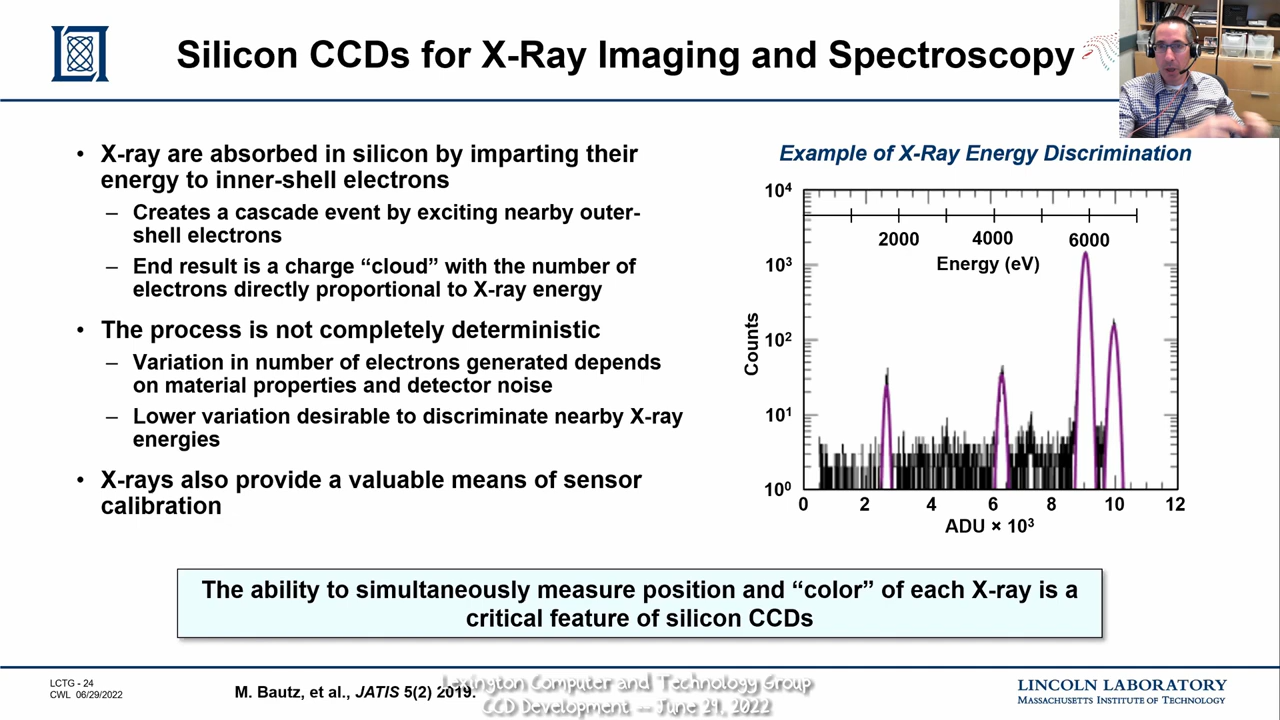 Silicon CCDs for X-Ray Imaging and Spectroscopy
• X-ray are absorbed in silicon by imparting their
energy to inner-shell electrons
– Creates a cascade event by exciting nearby outer-
shell electrons
– End result is a charge “cloud” with the number of
electrons directly proportional to X-ray energy
• The process is not completely deterministic
– Variation in number of electrons generated depends
on material properties and detector noise
– Lower variation desirable to discriminate nearby X-ray
energies
• X-rays also provide a valuable means of sensor
calibration
Example of X-Ray Energy Discrimination
10⁴
10³
10²
10¹
10⁰
Counts
2000 4000 6000
Energy (eV)
0 2 4 6 8 10 12
ADU × 10³
The ability to simultaneously measure position and “color” of each X-ray is a
critical feature of silicon CCDs
LCTG - 24
CWL 06/29/2022
M. Bautz, et al., JATIS 5(2) 2019.
Lexington Computer and Technology Group
CCD Development -- June 29, 2022
LINCOLN LABORATORY
MASSACHUSETTS INSTITUTE OF TECHNOLOGY